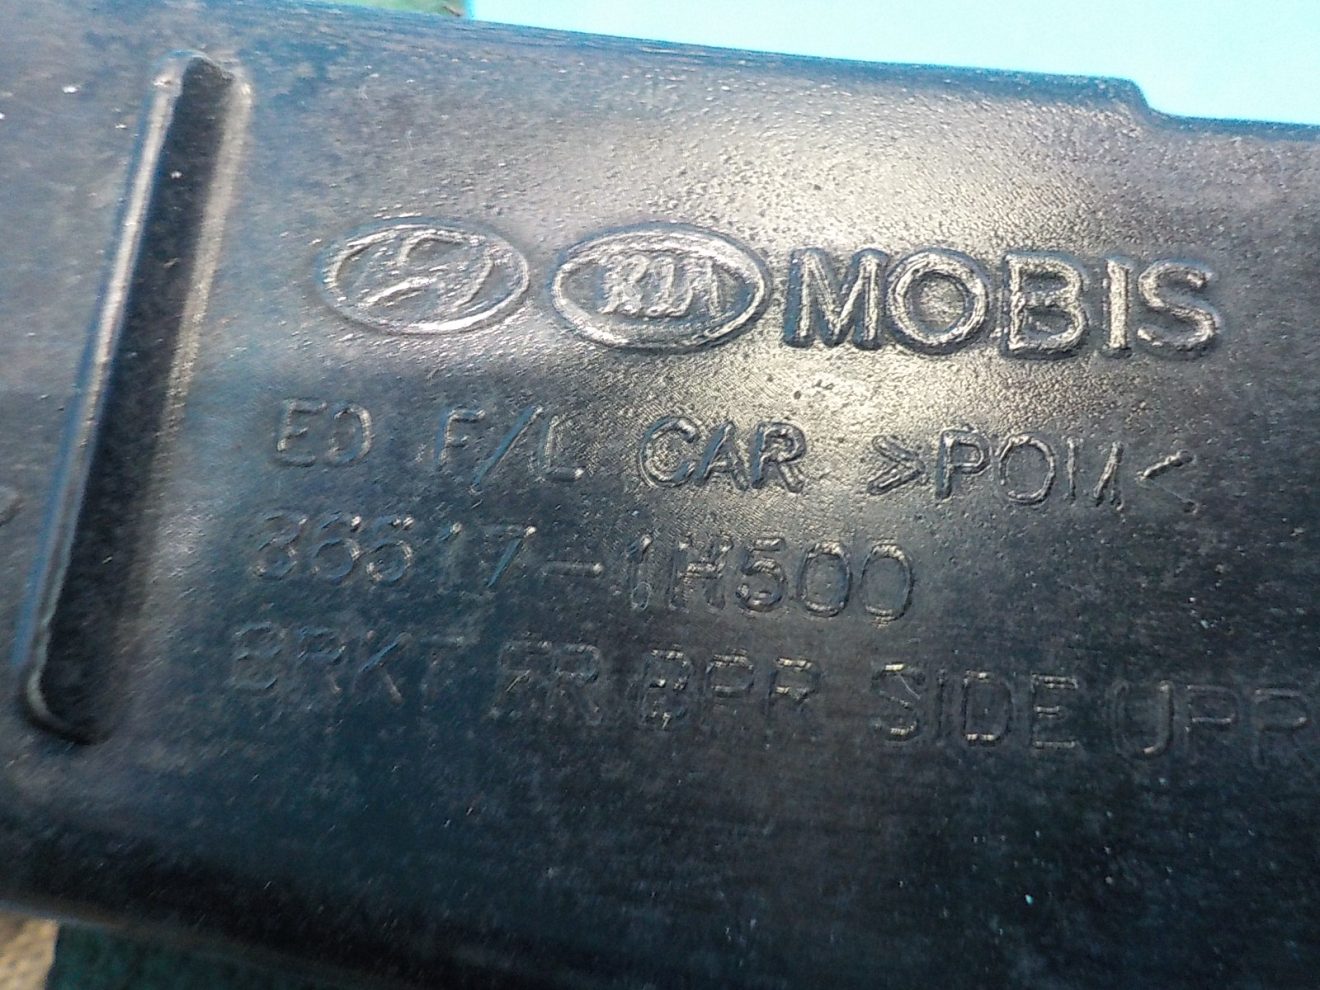 KIA MOBIS
ED F/L CAR >POM<
86517-1H500
BRKT FR BPR SIDE UPR